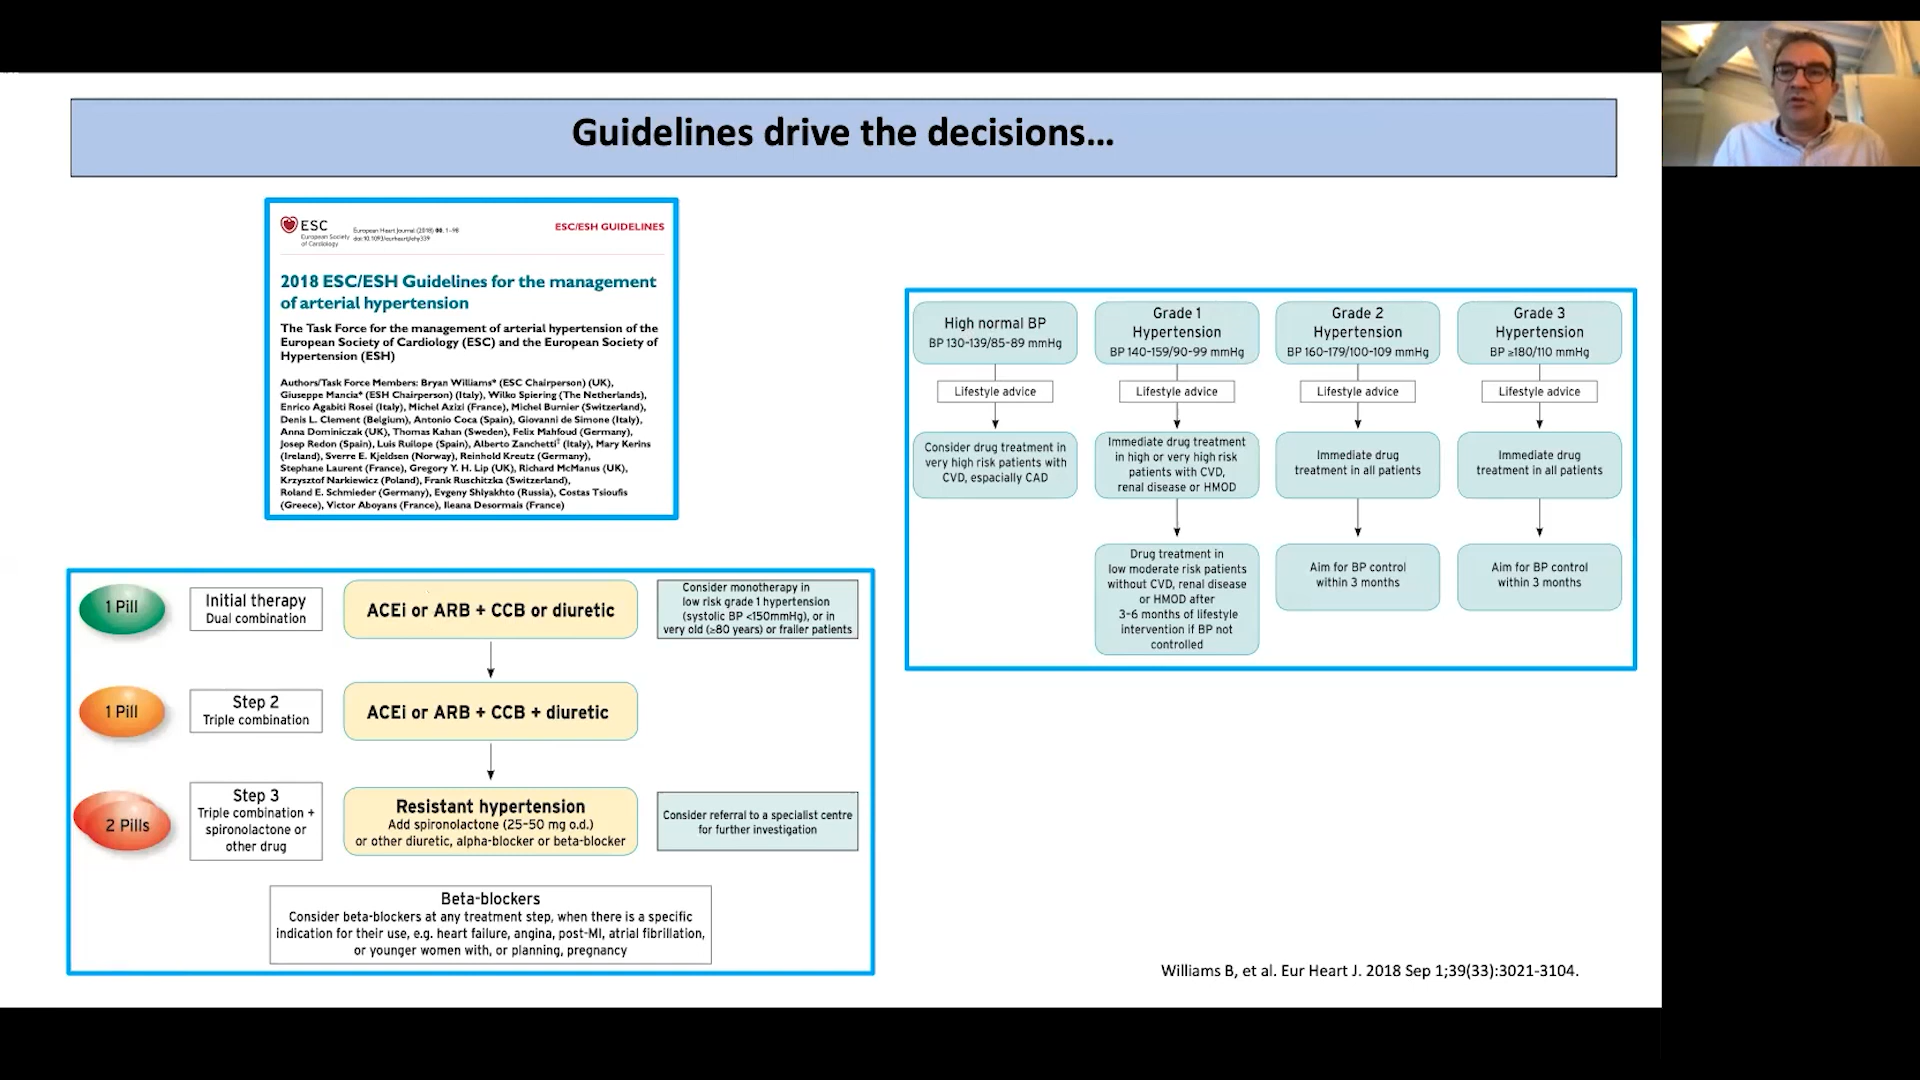 Guidelines drive the decisions...
ESC
European Society
of Cardiology
European Heart Journal (2018) 00, 1–98
doi:10.1093/eurheartj/ehy339
ESC/ESH GUIDELINES
2018 ESC/ESH Guidelines for the management
of arterial hypertension
The Task Force for the management of arterial hypertension of the
European Society of Cardiology (ESC) and the European Society of
Hypertension (ESH)
Authors/Task Force Members: Bryan Williams* (ESC Chairperson) (UK),
Giuseppe Mancia* (ESH Chairperson) (Italy), Wilko Spiering (The Netherlands),
Enrico Agabiti Rosei (Italy), Michel Azizi (France), Michel Burnier (Switzerland),
Denis L. Clement (Belgium), Antonio Coca (Spain), Giovanni de Simone (Italy),
Anna Dominiczak (UK), Thomas Kahan (Sweden), Felix Mahfoud (Germany),
Josep Redon (Spain), Luis Ruilope (Spain), Alberto Zanchetti† (Italy), Mary Kerins
(Ireland), Sverre E. Kjeldsen (Norway), Reinhold Kreutz (Germany),
Stephane Laurent (France), Gregory Y. H. Lip (UK), Richard McManus (UK),
Krzysztof Narkiewicz (Poland), Frank Ruschitzka (Switzerland),
Roland E. Schmieder (Germany), Evgeny Shlyakhto (Russia), Costas Tsioufis
(Greece), Victor Aboyans (France), Ileana Desormais (France)
High normal BP
BP 130-139/85-89 mmHg
Lifestyle advice
Consider drug treatment in
very high risk patients with
CVD, espacially CAD
Grade 1
Hypertension
BP 140-159/90-99 mmHg
Lifestyle advice
Immediate drug treatment
in high or very high risk
patients with CVD,
renal disease or HMOD
Drug treatment in
low moderate risk patients
without CVD, renal disease
or HMOD after
3-6 months of lifestyle
intervention if BP not
controlled
Grade 2
Hypertension
BP 160-179/100-109 mmHg
Lifestyle advice
Immediate drug
treatment in all patients
Aim for BP control
within 3 months
Grade 3
Hypertension
BP ≥180/110 mmHg
Lifestyle advice
Immediate drug
treatment in all patients
Aim for BP control
within 3 months
1 Pill
Initial therapy
Dual combination
ACEi or ARB + CCB or diuretic
Consider monotherapy in
low risk grade 1 hypertension
(systolic BP <150mmHg), or in
very old (≥80 years) or frailer patients
1 Pill
Step 2
Triple combination
ACEi or ARB + CCB + diuretic
2 Pills
Step 3
Triple combination +
spironolactone or
other drug
Resistant hypertension
Add spironolactone (25–50 mg o.d.)
or other diuretic, alpha-blocker or beta-blocker
Consider referral to a specialist centre
for further investigation
Beta-blockers
Consider beta-blockers at any treatment step, when there is a specific
indication for their use, e.g. heart failure, angina, post-MI, atrial fibrillation,
or younger women with, or planning, pregnancy
Williams B, et al. Eur Heart J. 2018 Sep 1;39(33):3021-3104.